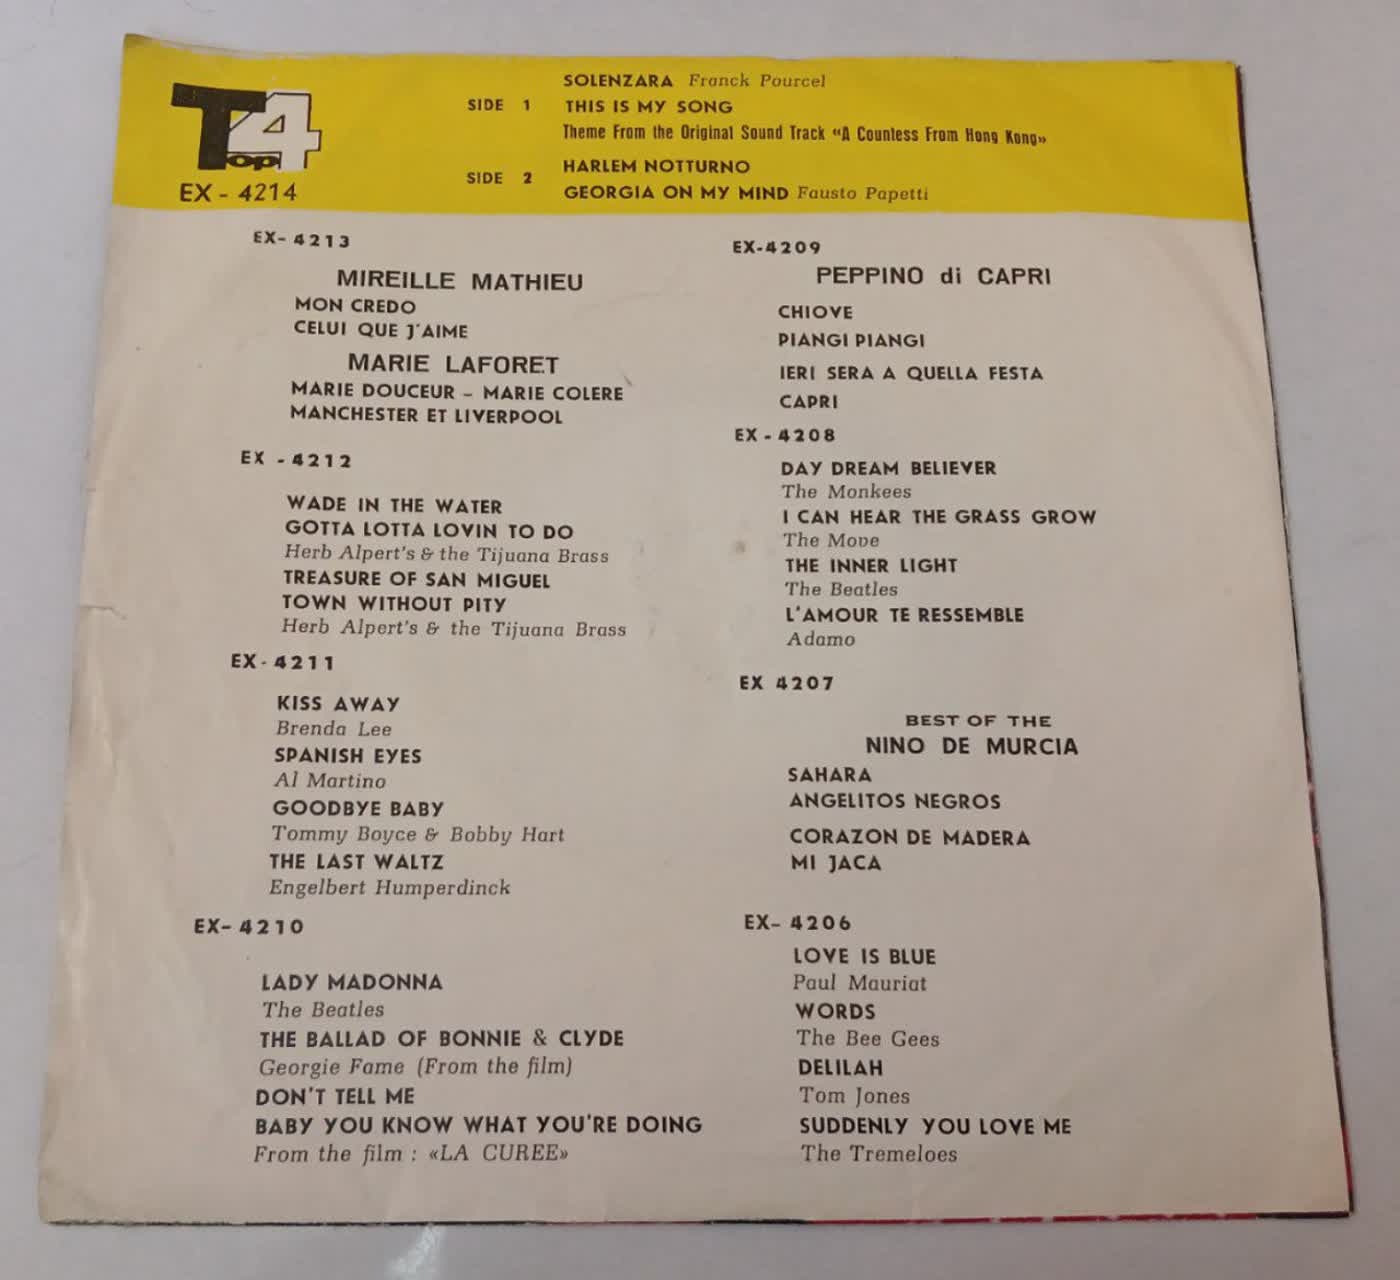 Top 4
EX - 4214
SOLENZARA Franck Pourcel
SIDE 1 THIS IS MY SONG
Theme From the Original Sound Track «A Countess From Hong Kong»
HARLEM NOTTURNO
SIDE 2
GEORGIA ON MY MIND Fausto Papetti
EX- 4213
MIREILLE MATHIEU
MON CREDO
CELUI QUE J'AIME
MARIE LAFORET
MARIE DOUCEUR - MARIE COLERE
MANCHESTER ET LIVERPOOL
EX - 4212
WADE IN THE WATER
GOTTA LOTTA LOVIN TO DO
Herb Alpert's & the Tijuana Brass
TREASURE OF SAN MIGUEL
TOWN WITHOUT PITY
Herb Alpert's & the Tijuana Brass
EX- 4211
KISS AWAY
Brenda Lee
SPANISH EYES
Al Martino
GOODBYE BABY
Tommy Boyce & Bobby Hart
THE LAST WALTZ
Engelbert Humperdinck
EX- 4210
LADY MADONNA
The Beatles
THE BALLAD OF BONNIE & CLYDE
Georgie Fame (From the film)
DON'T TELL ME
BABY YOU KNOW WHAT YOU'RE DOING
From the film : «LA CUREE»
EX-4209
PEPPINO di CAPRI
CHIOVE
PIANGI PIANGI
IERI SERA A QUELLA FESTA
CAPRI
EX - 4208
DAY DREAM BELIEVER
The Monkees
I CAN HEAR THE GRASS GROW
The Move
THE INNER LIGHT
The Beatles
L'AMOUR TE RESSEMBLE
Adamo
EX 4207
BEST OF THE
NINO DE MURCIA
SAHARA
ANGELITOS NEGROS
CORAZON DE MADERA
MI JACA
EX- 4206
LOVE IS BLUE
Paul Mauriat
WORDS
The Bee Gees
DELILAH
Tom Jones
SUDDENLY YOU LOVE ME
The Tremeloes